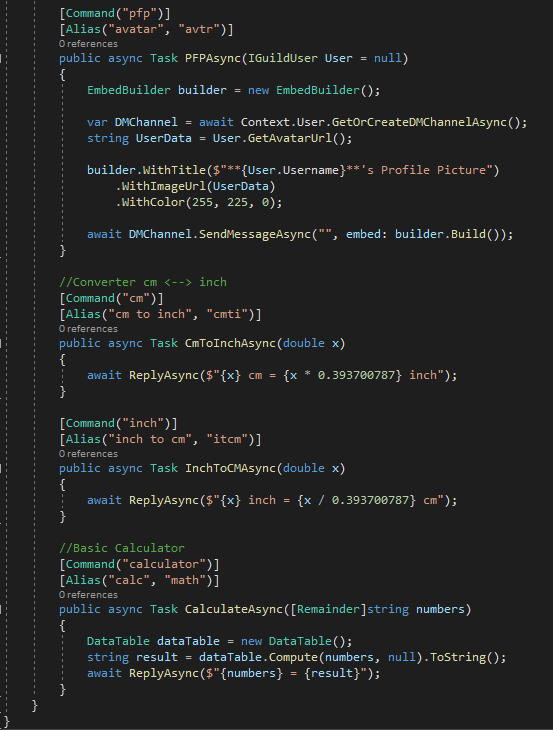 [Command("pfp")]
[Alias("avatar", "avtr")]
0 references
public async Task PFPAsync(IGuildUser User = null)
{
EmbedBuilder builder = new EmbedBuilder();
var DMChannel = await Context.User.GetOrCreateDMChannelAsync();
string UserData = User.GetAvatarUrl();
builder.WithTitle($"**{User.Username}**'s Profile Picture")
.WithImageUrl(UserData)
.WithColor(255, 225, 0);
await DMChannel.SendMessageAsync("", embed: builder.Build());
}
//Converter cm <--> inch
[Command("cm")]
[Alias("cm to inch", "cmti")]
0 references
public async Task CmToInchAsync(double x)
{
await ReplyAsync($"{x} cm = {x * 0.393700787} inch");
}
[Command("inch")]
[Alias("inch to cm", "itcm")]
0 references
public async Task InchToCMAsync(double x)
{
await ReplyAsync($"{x} inch = {x / 0.393700787} cm");
}
//Basic Calculator
[Command("calculator")]
[Alias("calc", "math")]
0 references
public async Task CalculateAsync([Remainder]string numbers)
{
DataTable dataTable = new DataTable();
string result = dataTable.Compute(numbers, null).ToString();
await ReplyAsync($"{numbers} = {result}");
}
}
}